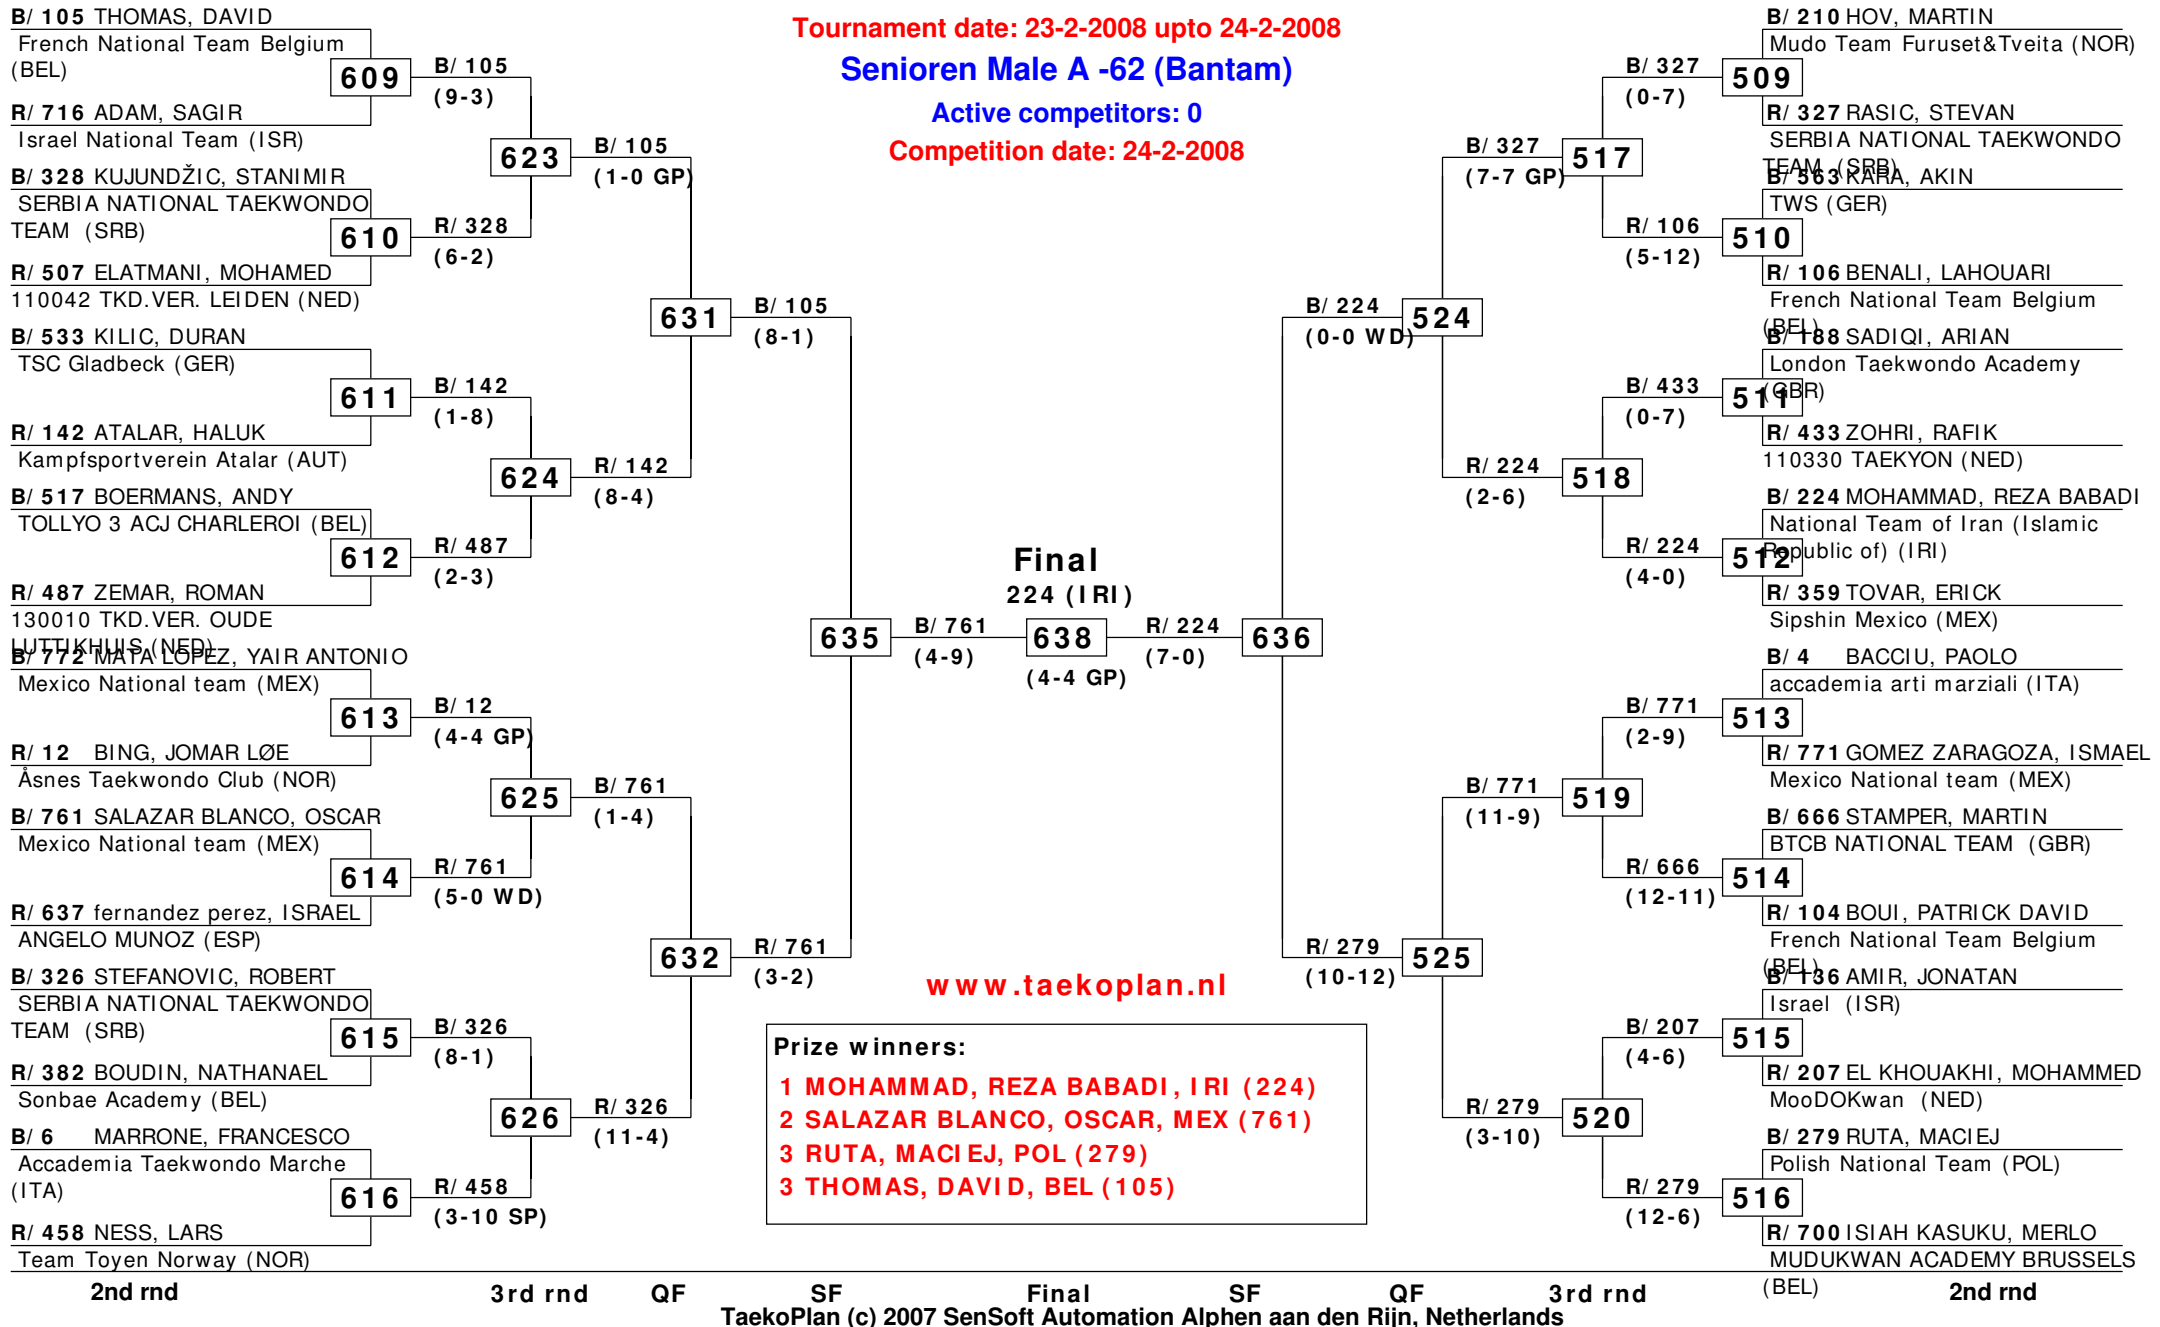 Tournament date: 23-2-2008 upto 24-2-2008
Senioren Male A -62 (Bantam)
Active competitors: 0
Competition date: 24-2-2008
B/ 105 THOMAS, DAVID
French National Team Belgium
(BEL)
609
R/ 716 ADAM, SAGIR
Israel National Team (ISR)
B/ 328 KUJUNDŽIC, STANIMIR
SERBIA NATIONAL TAEKWONDO
TEAM (SRB)
610
R/ 507 ELATMANI, MOHAMED
110042 TKD.VER. LEIDEN (NED)
B/ 533 KILIC, DURAN
TSC Gladbeck (GER)
611
R/ 142 ATALAR, HALUK
Kampfsportverein Atalar (AUT)
B/ 517 BOERMANS, ANDY
TOLLYO 3 ACJ CHARLEROI (BEL)
612
R/ 487 ZEMAR, ROMAN
130010 TKD.VER. OUDE
LUTTIKHUIS (NED)
B/ 772 MATA LOPEZ, YAIR ANTONIO
Mexico National team (MEX)
613
R/ 12 BING, JOMAR LØE
Åsnes Taekwondo Club (NOR)
B/ 761 SALAZAR BLANCO, OSCAR
Mexico National team (MEX)
614
R/ 637 fernandez perez, ISRAEL
ANGELO MUNOZ (ESP)
B/ 326 STEFANOVIC, ROBERT
SERBIA NATIONAL TAEKWONDO
TEAM (SRB)
615
R/ 382 BOUDIN, NATHANAEL
Sonbae Academy (BEL)
B/ 6 MARRONE, FRANCESCO
Accademia Taekwondo Marche
(ITA)
616
R/ 458 NESS, LARS
Team Toyen Norway (NOR)
B/ 105
(9-3)
623
R/ 328
(6-2)
B/ 142
(1-8)
624
R/ 487
(2-3)
B/ 12
(4-4 GP)
625
R/ 761
(5-0 WD)
B/ 326
(8-1)
626
R/ 458
(3-10 SP)
B/ 105
(1-0 GP)
631
R/ 142
(8-4)
B/ 761
(1-4)
632
R/ 326
(11-4)
B/ 105
(8-1)
635
R/ 761
(3-2)
B/ 761
(4-9)
Final
224 (IRI)
638
(4-4 GP)
R/ 224
(7-0)
636
B/ 224
(0-0 WD)
R/ 279
(10-12)
524
525
B/ 327
(7-7 GP)
R/ 224
(2-6)
B/ 771
(11-9)
R/ 279
(3-10)
517
518
519
520
B/ 327
(0-7)
R/ 106
(5-12)
B/ 433
(0-7)
R/ 224
(4-0)
B/ 771
(2-9)
R/ 666
(12-11)
B/ 207
(4-6)
R/ 279
(12-6)
B/ 210 HOV, MARTIN
Mudo Team Furuset&Tveita (NOR)
509
R/ 327 RASIC, STEVAN
SERBIA NATIONAL TAEKWONDO
TEAM (SRB)
B/ 563 KARA, AKIN
TWS (GER)
510
R/ 106 BENALI, LAHOUARI
French National Team Belgium
(BEL)
B/ 188 SADIQI, ARIAN
London Taekwondo Academy
(GBR)
511
R/ 433 ZOHRI, RAFIK
110330 TAEKYON (NED)
B/ 224 MOHAMMAD, REZA BABADI
National Team of Iran (Islamic
Republic of) (IRI)
512
R/ 359 TOVAR, ERICK
Sipshin Mexico (MEX)
B/ 4 BACCIU, PAOLO
accademia arti marziali (ITA)
513
R/ 771 GOMEZ ZARAGOZA, ISMAEL
Mexico National team (MEX)
B/ 666 STAMPER, MARTIN
BTCB NATIONAL TEAM (GBR)
514
R/ 104 BOUI, PATRICK DAVID
French National Team Belgium
(BEL)
B/ 136 AMIR, JONATAN
Israel (ISR)
515
R/ 207 EL KHOUAKHI, MOHAMMED
MooDOKwan (NED)
B/ 279 RUTA, MACIEJ
Polish National Team (POL)
516
R/ 700 ISIAH KASUKU, MERLO
MUDUKWAN ACADEMY BRUSSELS
(BEL)
www.taekoplan.nl
Prize winners:
1 MOHAMMAD, REZA BABADI, IRI (224)
2 SALAZAR BLANCO, OSCAR, MEX (761)
3 RUTA, MACIEJ, POL (279)
3 THOMAS, DAVID, BEL (105)
2nd rnd 3rd rnd QF SF Final SF QF 3rd rnd 2nd rnd
TaekoPlan (c) 2007 SenSoft Automation Alphen aan den Rijn, Netherlands